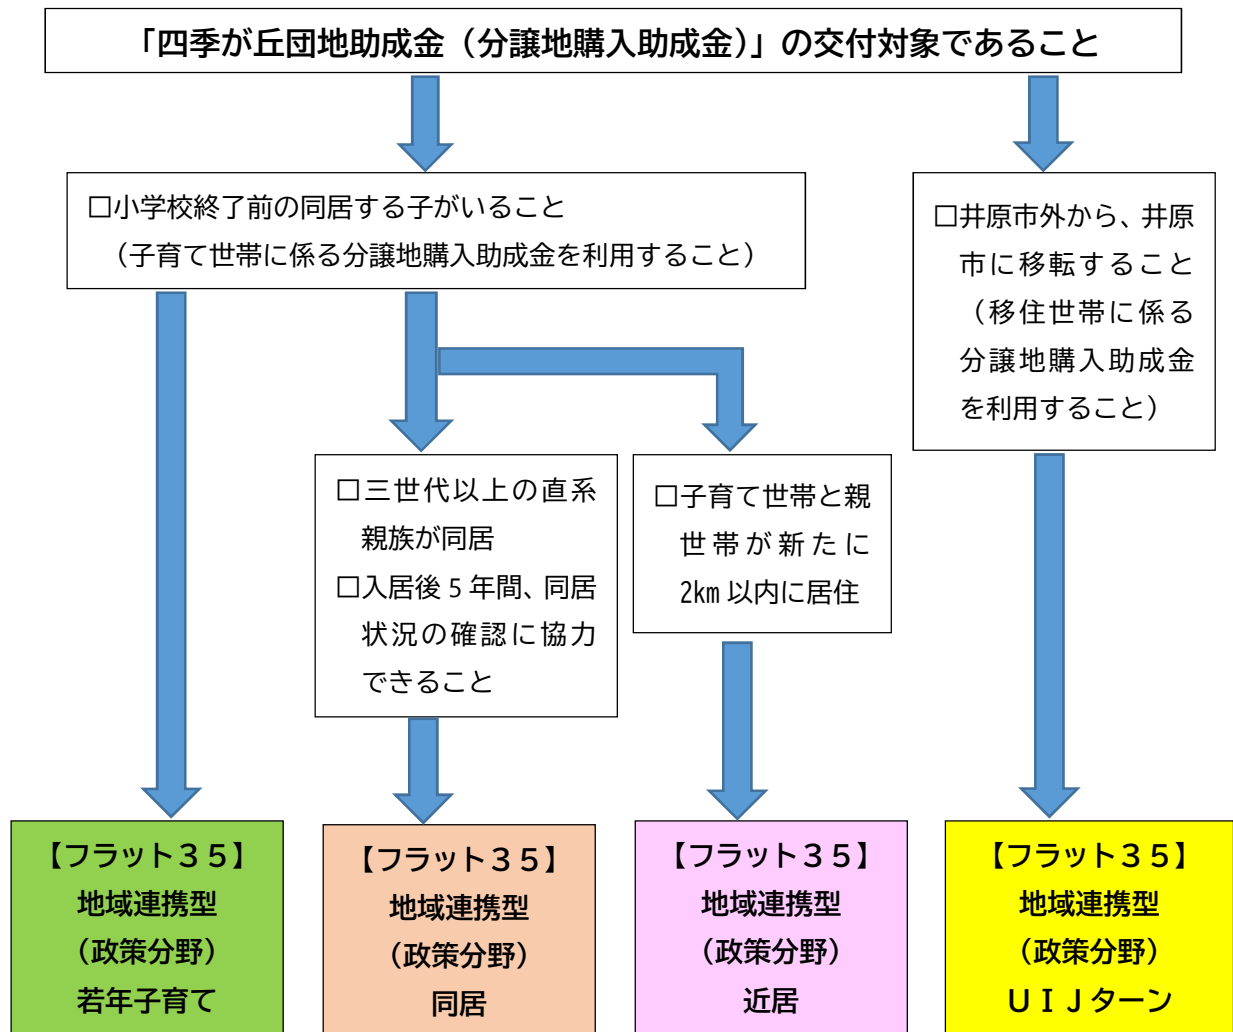 「四季が丘団地助成金（分譲地購入助成金）」の交付対象であること
□小学校終了前の同居する子がいること
（子育て世帯に係る分譲地購入助成金を利用すること）
□井原市外から、井原
市に移転すること
（移住世帯に係る
分譲地購入助成金
を利用すること）
□三世代以上の直系
親族が同居
□入居後５年間、同居
状況の確認に協力
できること
□子育て世帯と親
世帯が新たに
2㎞以内に居住
【フラット３５】
地域連携型
（政策分野）
若年子育て
【フラット３５】
地域連携型
（政策分野）
同居
【フラット３５】
地域連携型
（政策分野）
近居
【フラット３５】
地域連携型
（政策分野）
ＵＩＪターン